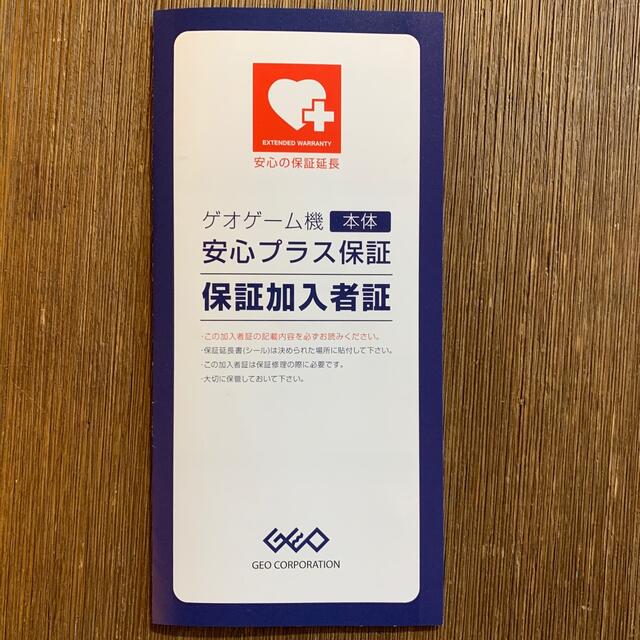 EXTENDED WARRANTY
安心の保証延長
ゲオゲーム機 本体
安心プラス保証
保証加入者証
・この加入者証の記載内容を必ずお読みください。
・保証延長書(シール)は決められた場所に貼付して下さい。
・この加入者証は保証修理の際に必要です。
・大切に保管しておいて下さい。
GEO
GEO CORPORATION